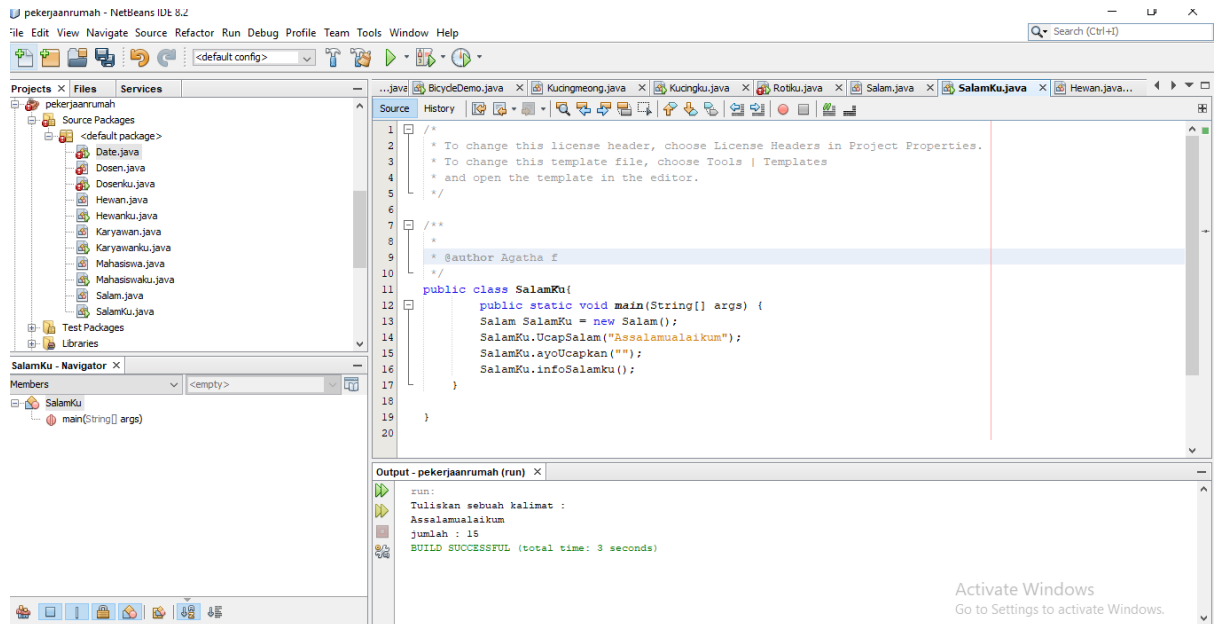 pekerjaanrumah - NetBeans IDE 8.2
File Edit View Navigate Source Refactor Run Debug Profile Team Tools Window Help
Search (Ctrl+I)
<default config>
Projects Files Services
pekerjaanrumah
Source Packages
<default package>
Date.java
Dosen.java
Dosenku.java
Hewan.java
Hewanku.java
Karyawan.java
Karyawanku.java
Mahasiswa.java
Mahasiswaku.java
Salam.java
SalamKu.java
Test Packages
Libraries
SalamKu - Navigator
Members <empty>
SalamKu
main(String[] args)
...java BicycleDemo.java Kucingmeong.java Kucingku.java Rotiku.java Salam.java SalamKu.java Hewan.java...
Source History
1 /*
2 * To change this license header, choose License Headers in Project Properties.
3 * To change this template file, choose Tools | Templates
4 * and open the template in the editor.
5 */
6
7 /**
8 *
9 * @author Agatha f
10 */
11 public class SalamKu{
12 public static void main(String[] args) {
13 Salam SalamKu = new Salam();
14 SalamKu.UcapSalam("Assalamualaikum");
15 SalamKu.ayoUcapkan("");
16 SalamKu.infoSalamku();
17 }
18
19 }
20
Output - pekerjaanrumah (run)
run:
Tuliskan sebuah kalimat :
Assalamualaikum
jumlah : 15
BUILD SUCCESSFUL (total time: 3 seconds)
Activate Windows
Go to Settings to activate Windows.